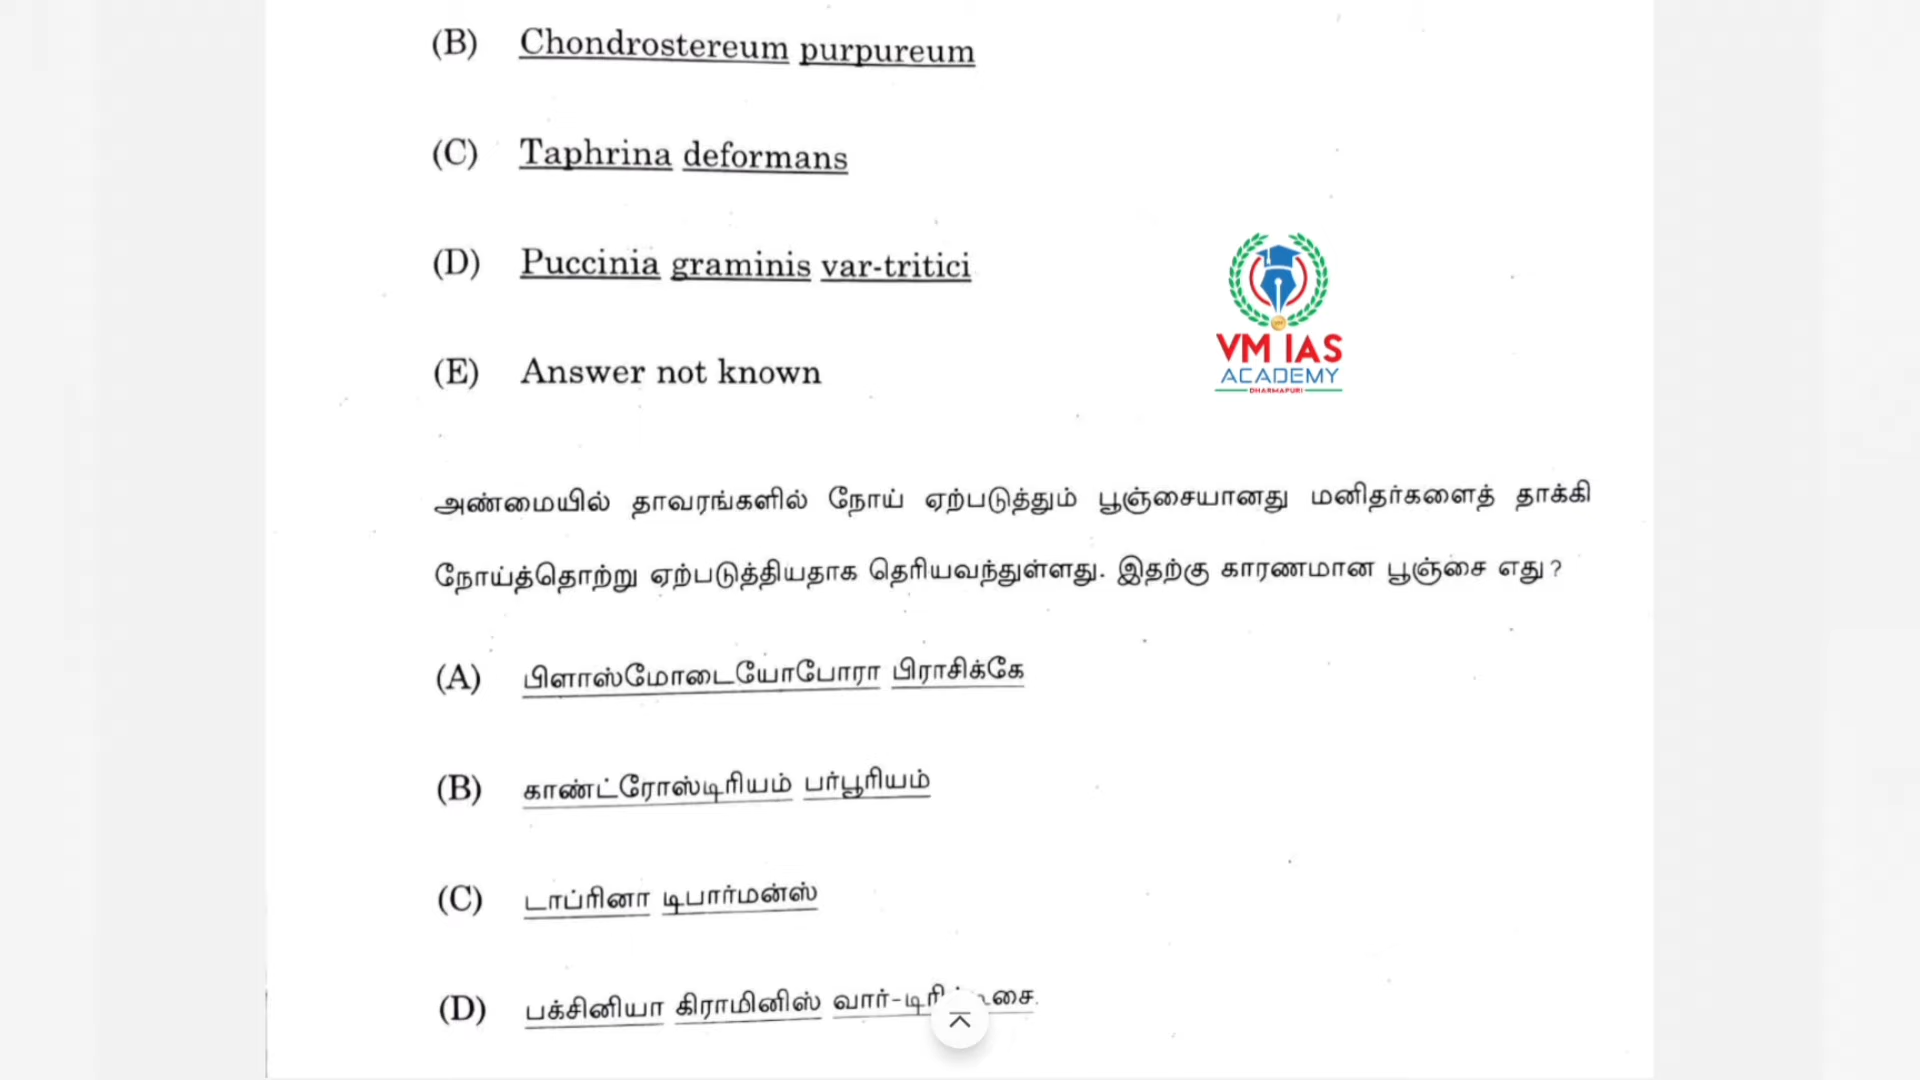 (B) Chondrostereum purpureum
(C) Taphrina deformans
(D) Puccinia graminis var-tritici
(E) Answer not known
VM IAS
ACADEMY
DHARMAPURI
அண்மையில் தாவரங்களில் நோய் ஏற்படுத்தும் பூஞ்சையானது மனிதர்களைத் தாக்கி
நோய்த்தொற்று ஏற்படுத்தியதாக தெரியவந்துள்ளது. இதற்கு காரணமான பூஞ்சை எது?
(A) பிளாஸ்மோடையோபோரா பிராசிக்கே
(B) காண்ட்ரோஸ்டிரியம் பர்பூரியம்
(C) டாப்ரினா டிபார்மன்ஸ்
(D) பக்சினியா கிராமினிஸ்